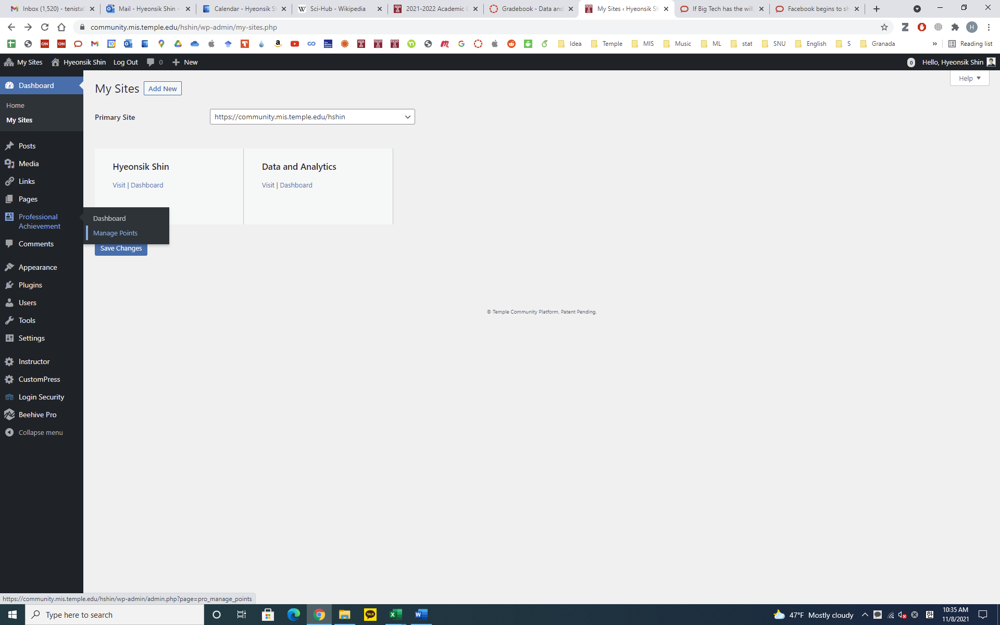 Inbox (1,520) - tenista
Mail - Hyeonsik Shin -
Calendar - Hyeonsik S
Sci-Hub - Wikipedia
2021-2022 Academic C
Gradebook - Data and
My Sites ‹ Hyeonsik Sh
If Big Tech has the will,
Facebook begins to sh
community.mis.temple.edu/hshin/wp-admin/my-sites.php
H
Idea
Temple
MIS
Music
ML
stat
SNU
English
S
Granada
»
Reading list
My Sites
Hyeonsik Shin
Log Out
0
New
0
Hello, Hyeonsik Shin
Dashboard
Home
My Sites
Posts
Media
Links
Pages
Professional
Achievement
Comments
Appearance
Plugins
Users
Tools
Settings
Instructor
CustomPress
Login Security
Beehive Pro
Collapse menu
My Sites
Add New
Help
Primary Site
https://community.mis.temple.edu/hshin
Hyeonsik Shin
Visit | Dashboard
Data and Analytics
Visit | Dashboard
Dashboard
Manage Points
Save Changes
© Temple Community Platform, Patent Pending.
https://community.mis.temple.edu/hshin/wp-admin/admin.php?page=pro_manage_points
Type here to search
TALK
47°F Mostly cloudy
한
10:35 AM
11/8/2021